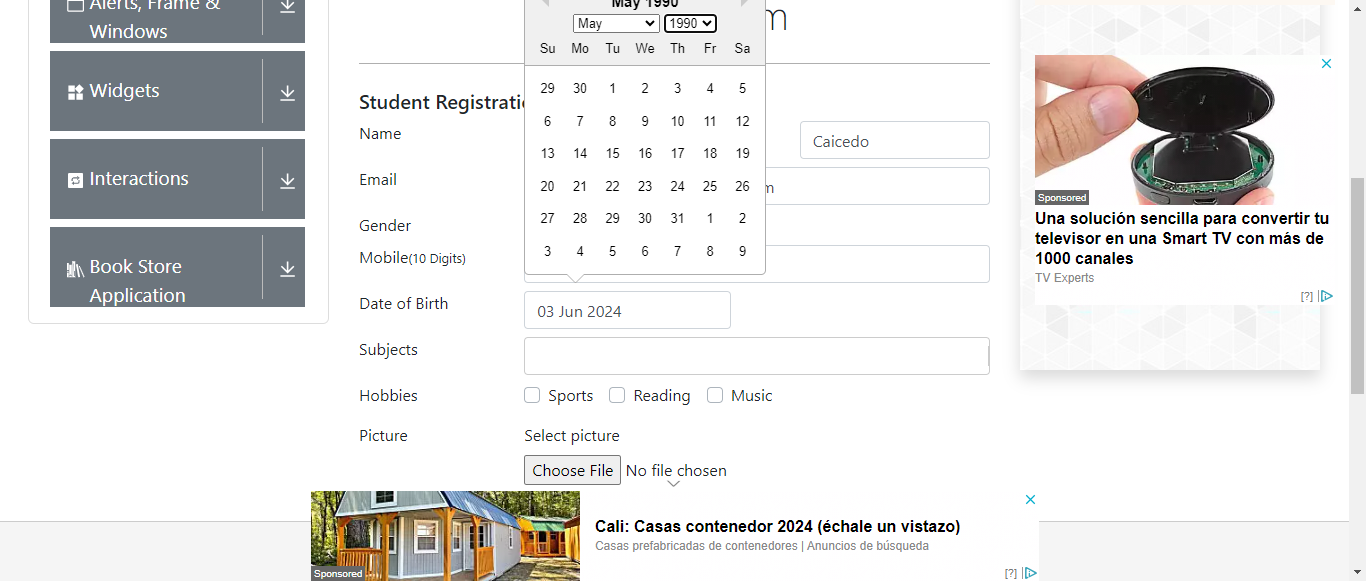 Alerts, Frame &
Windows
Widgets
Interactions
Book Store
Application
May 1990
May
1990
Su Mo Tu We Th Fr Sa
29 30 1 2 3 4 5
6 7 8 9 10 11 12
13 14 15 16 17 18 19
20 21 22 23 24 25 26
27 28 29 30 31 1 2
3 4 5 6 7 8 9
m
Student Registrati
Name
Caicedo
Email
m
Gender
Mobile(10 Digits)
Date of Birth
03 Jun 2024
Subjects
Hobbies
Sports
Reading
Music
Picture
Select picture
Choose File No file chosen
Sponsored
Una solución sencilla para convertir tu
televisor en una Smart TV con más de
1000 canales
TV Experts
[?]
Sponsored
Cali: Casas contenedor 2024 (échale un vistazo)
Casas prefabricadas de contenedores | Anuncios de búsqueda
[?]